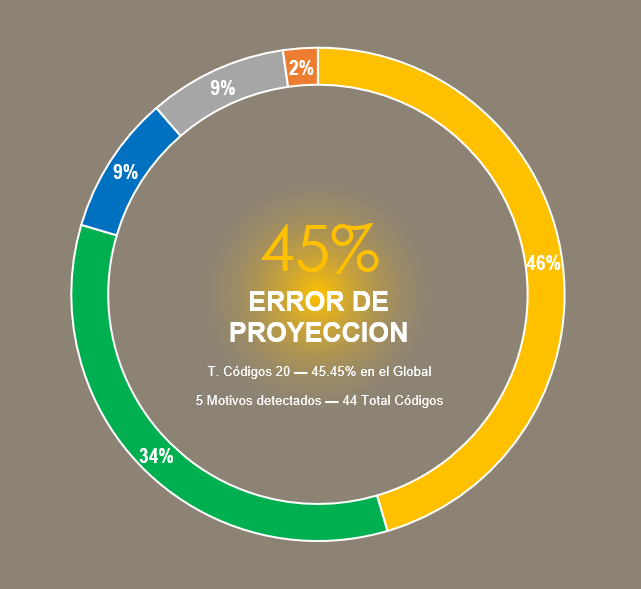 2%
9%
9%
46%
34%
45%
ERROR DE
PROYECCION
T. Códigos 20 — 45.45% en el Global
5 Motivos detectados — 44 Total Códigos